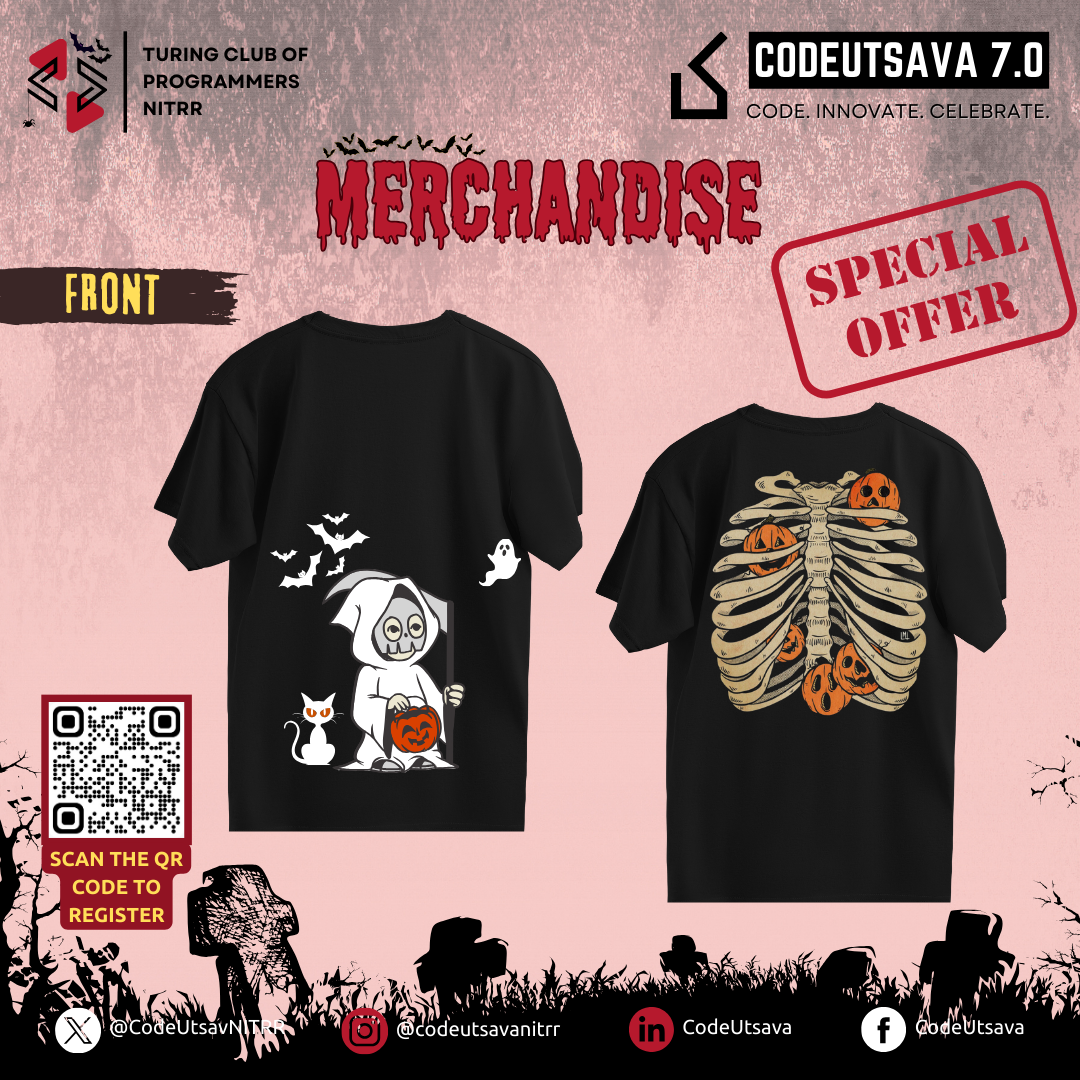 TURING CLUB OF
PROGRAMMERS
NITRR
CODEUTSAVA 7.0
CODE. INNOVATE. CELEBRATE.
MERCHANDISE
SPECIAL
OFFER
FRONT
LML
SCAN THE QR
CODE TO
REGISTER
@CodeUtsavNITRR
@codeutsavanitrr
CodeUtsava
CodeUtsava